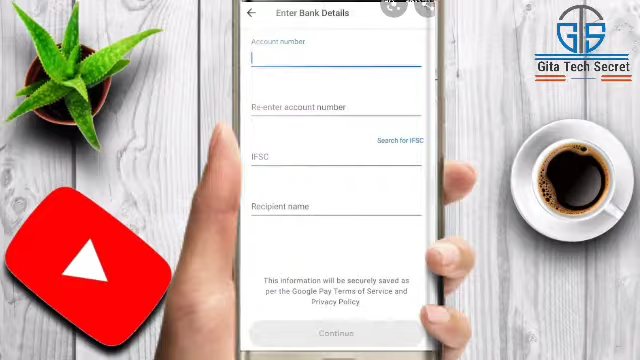 Enter Bank Details
Account number
Re-enter account number
Search for IFSC
IFSC
Recipient name
This information will be securely saved as
per the Google Pay Terms of Service and
Privacy Policy
Continue
GTS
Gita Tech Secret